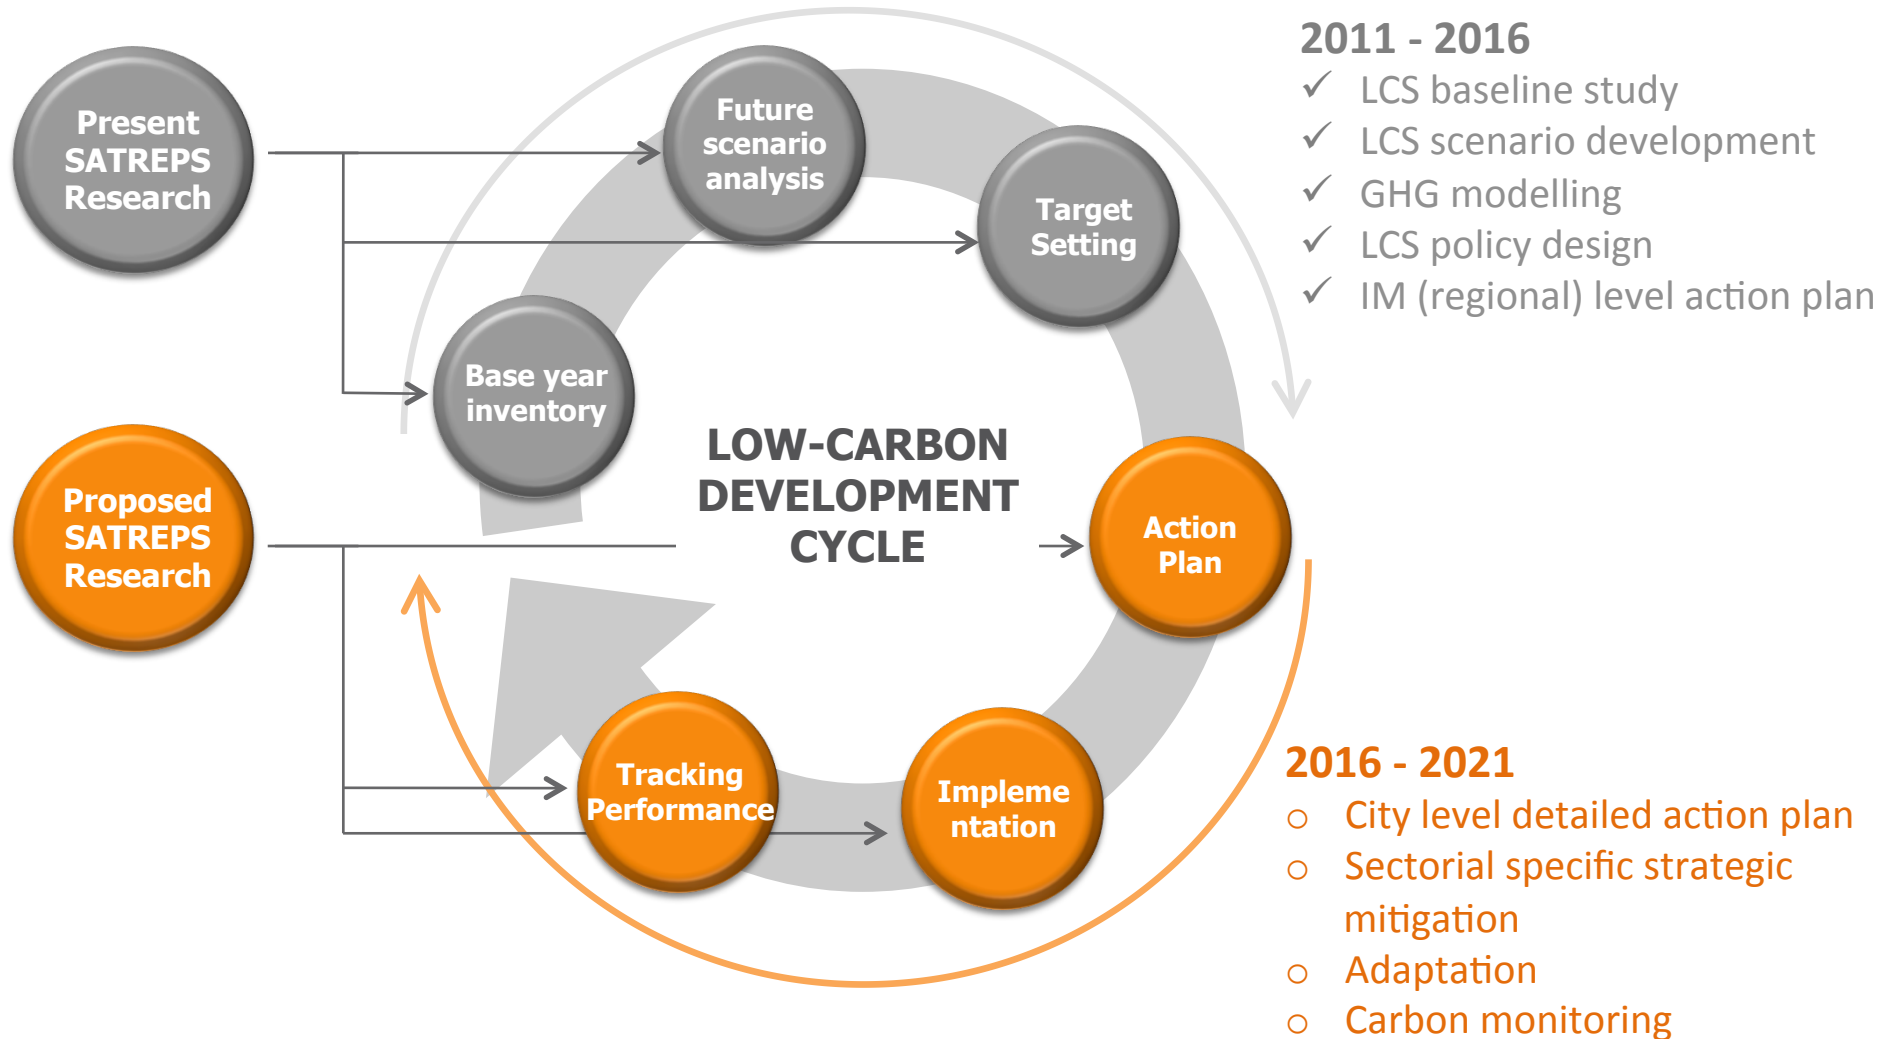 Present
SATREPS
Research
Future
scenario
analysis
Target
Setting
Base year
inventory
2011 - 2016
✓ LCS baseline study
✓ LCS scenario development
✓ GHG modelling
✓ LCS policy design
✓ IM (regional) level action plan
LOW-CARBON
DEVELOPMENT
CYCLE
Proposed
SATREPS
Research
Action
Plan
Tracking
Performance
Impleme
ntation
2016 - 2021
o City level detailed action plan
o Sectorial specific strategic
mitigation
o Adaptation
o Carbon monitoring